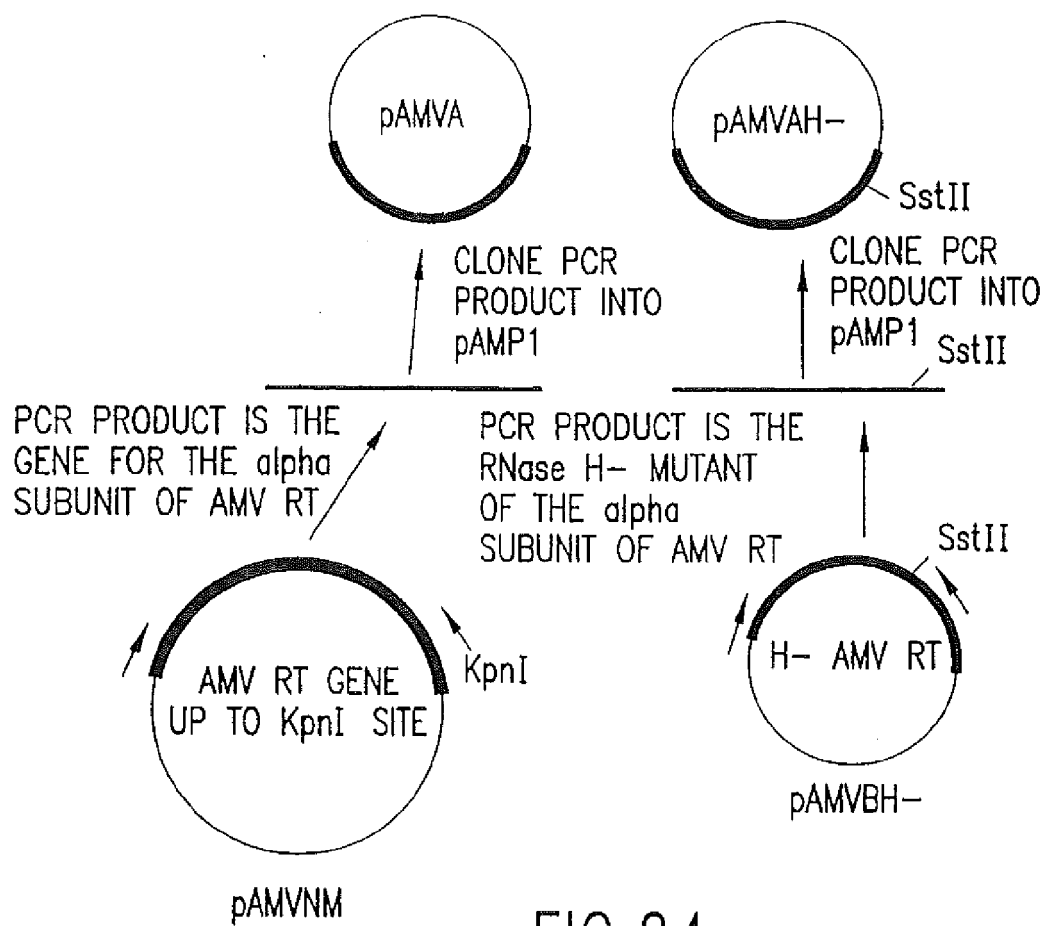 pAMVA
pAMVAH-
SstII
CLONE PCR
PRODUCT INTO
pAMP1
CLONE PCR
PRODUCT INTO
pAMP1
SstII
PCR PRODUCT IS THE
GENE FOR THE alpha
SUBUNIT OF AMV RT
PCR PRODUCT IS THE
RNase H- MUTANT
OF THE alpha
SUBUNIT OF AMV RT
SstII
KpnI
AMV RT GENE
UP TO KpnI SITE
H- AMV RT
pAMVBH-
pAMVNM